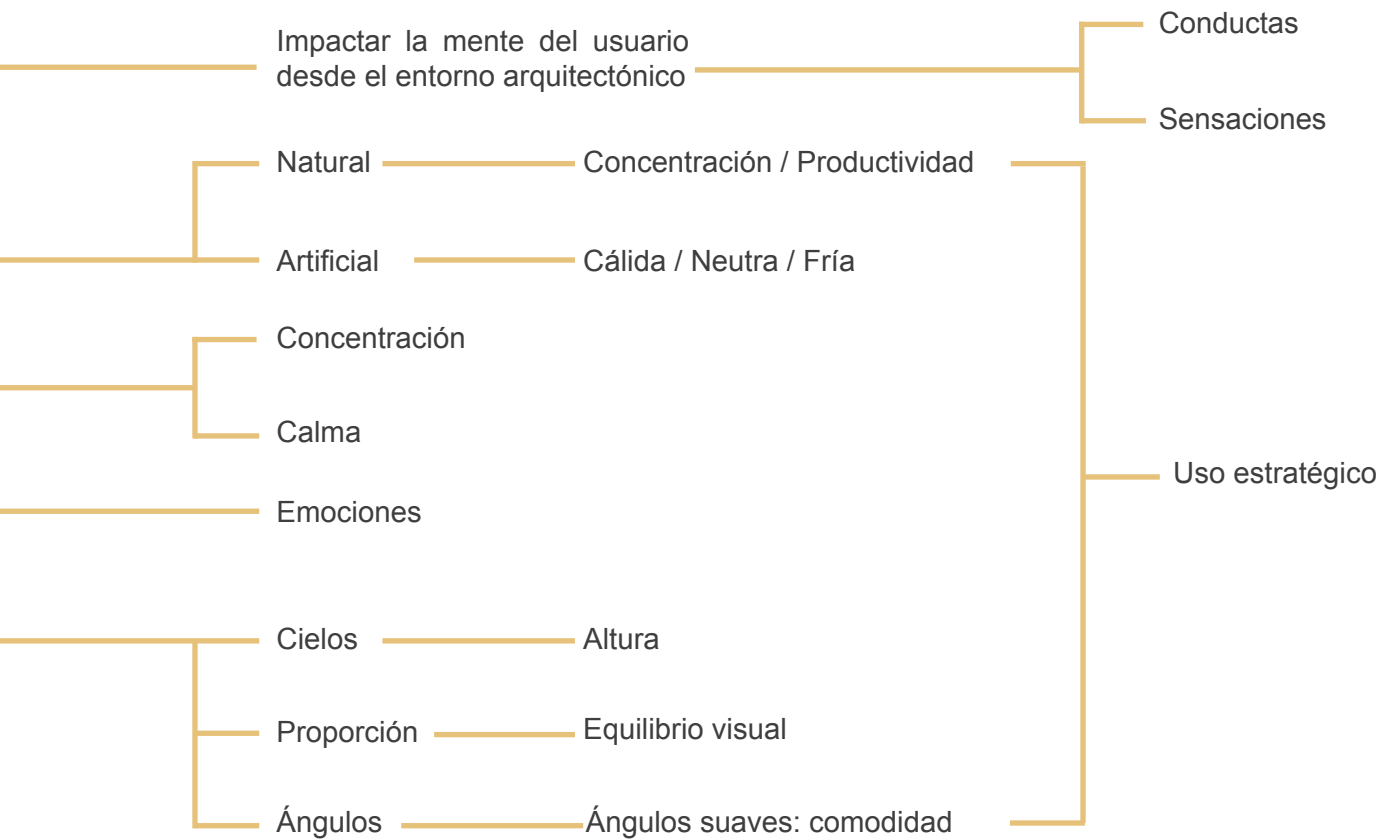 Impactar la mente del usuario
desde el entorno arquitectónico
Conductas
Sensaciones
Natural
Concentración / Productividad
Artificial
Cálida / Neutra / Fría
Concentración
Calma
Uso estratégico
Emociones
Cielos
Altura
Proporción
Equilibrio visual
Ángulos
Ángulos suaves: comodidad